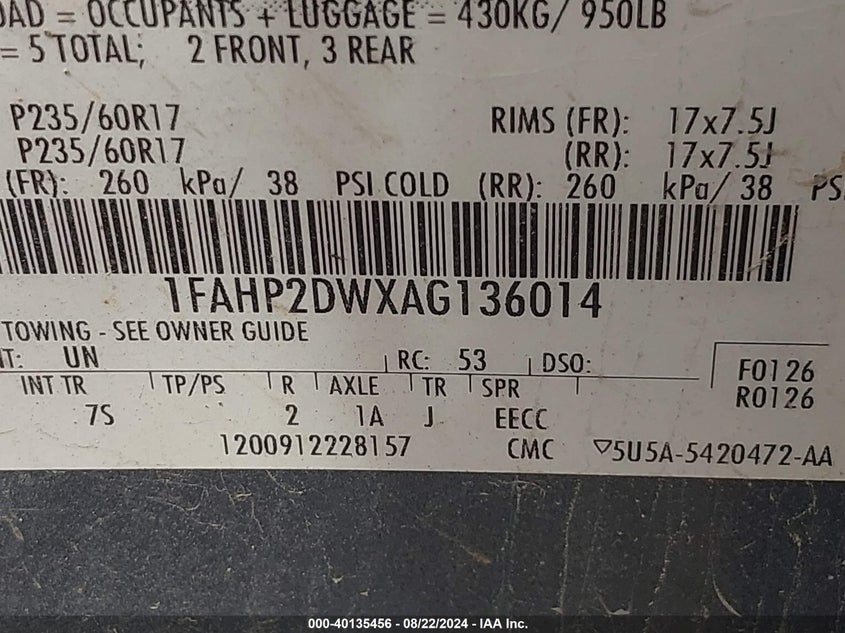 OAD = OCCUPANTS + LUGGAGE = 430KG/ 950LB
= 5 TOTAL; 2 FRONT, 3 REAR
P235/60R17 RIMS (FR): 17x7.5J
P235/60R17 (RR): 17x7.5J
(FR): 260 kPa/ 38 PSI COLD (RR): 260 kPa/ 38 PS
1FAHP2DWXAG136014
TOWING - SEE OWNER GUIDE
NT: UN RC: 53 DSO:
F0126
INT TR TP/PS R AXLE TR SPR
R0126
7S 2 1A J EECC
1200912228157 CMC ▽5U5A-5420472-AA
000-40135456 - 08/22/2024 - IAA Inc.